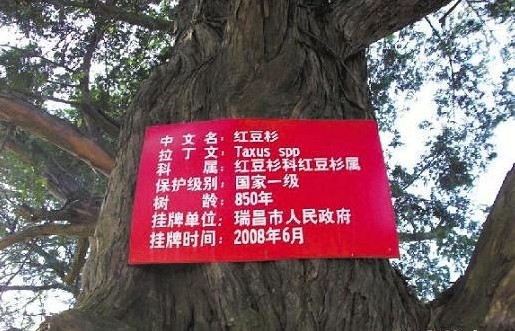 中文名：红豆杉
拉丁文：Taxus spp
科属：红豆杉科红豆杉属
保护级别：国家一级
树龄：850年
挂牌单位：瑞昌市人民政府
挂牌时间：2008年6月